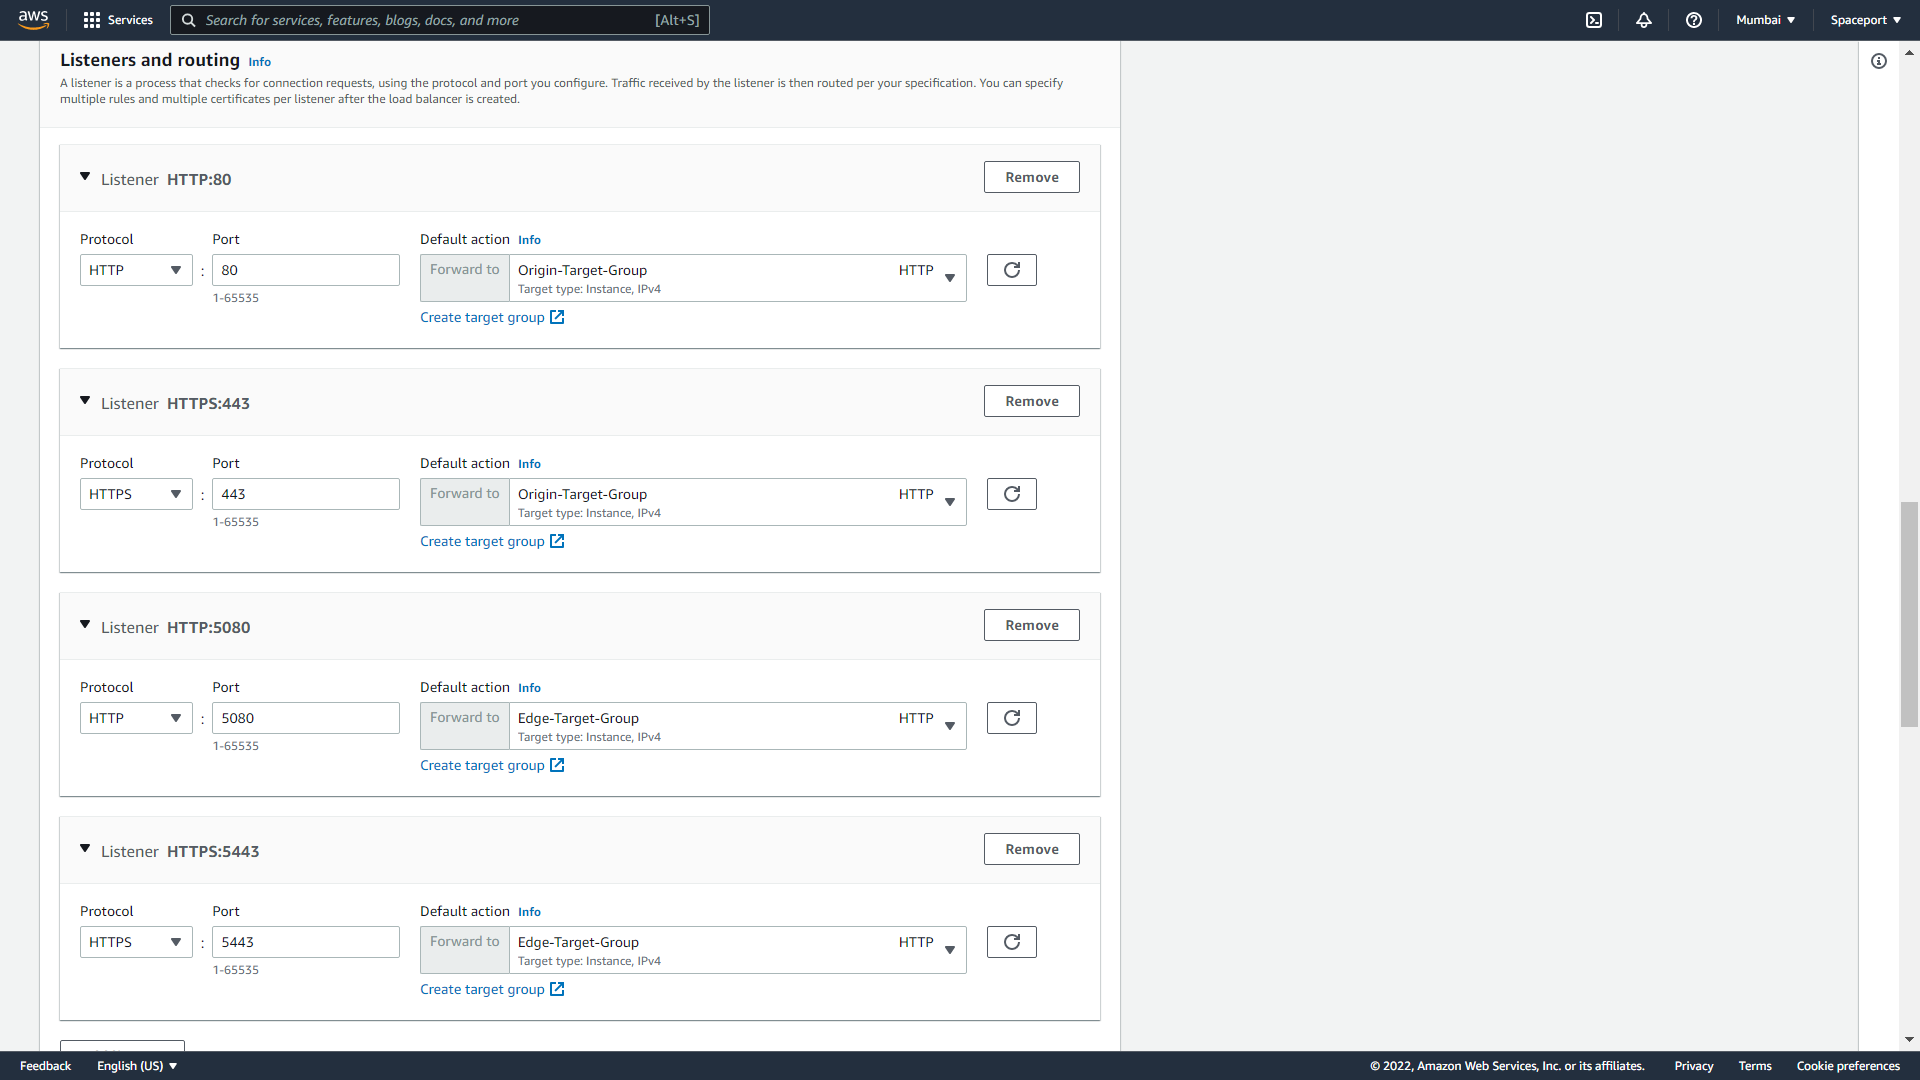 aws
Services
Search for services, features, blogs, docs, and more
[Alt+S]
Mumbai
Spaceport
Listeners and routing Info
A listener is a process that checks for connection requests, using the protocol and port you configure. Traffic received by the listener is then routed per your specification. You can specify
multiple rules and multiple certificates per listener after the load balancer is created.
Listener HTTP:80
Remove
Protocol
Port
Default action Info
HTTP
:
80
1-65535
Forward to
Origin-Target-Group
HTTP
Target type: Instance, IPv4
Create target group
Listener HTTPS:443
Remove
Protocol
Port
Default action Info
HTTPS
:
443
1-65535
Forward to
Origin-Target-Group
HTTP
Target type: Instance, IPv4
Create target group
Listener HTTP:5080
Remove
Protocol
Port
Default action Info
HTTP
:
5080
1-65535
Forward to
Edge-Target-Group
HTTP
Target type: Instance, IPv4
Create target group
Listener HTTPS:5443
Remove
Protocol
Port
Default action Info
HTTPS
:
5443
1-65535
Forward to
Edge-Target-Group
HTTP
Target type: Instance, IPv4
Create target group
Feedback
English (US)
© 2022, Amazon Web Services, Inc. or its affiliates.
Privacy
Terms
Cookie preferences